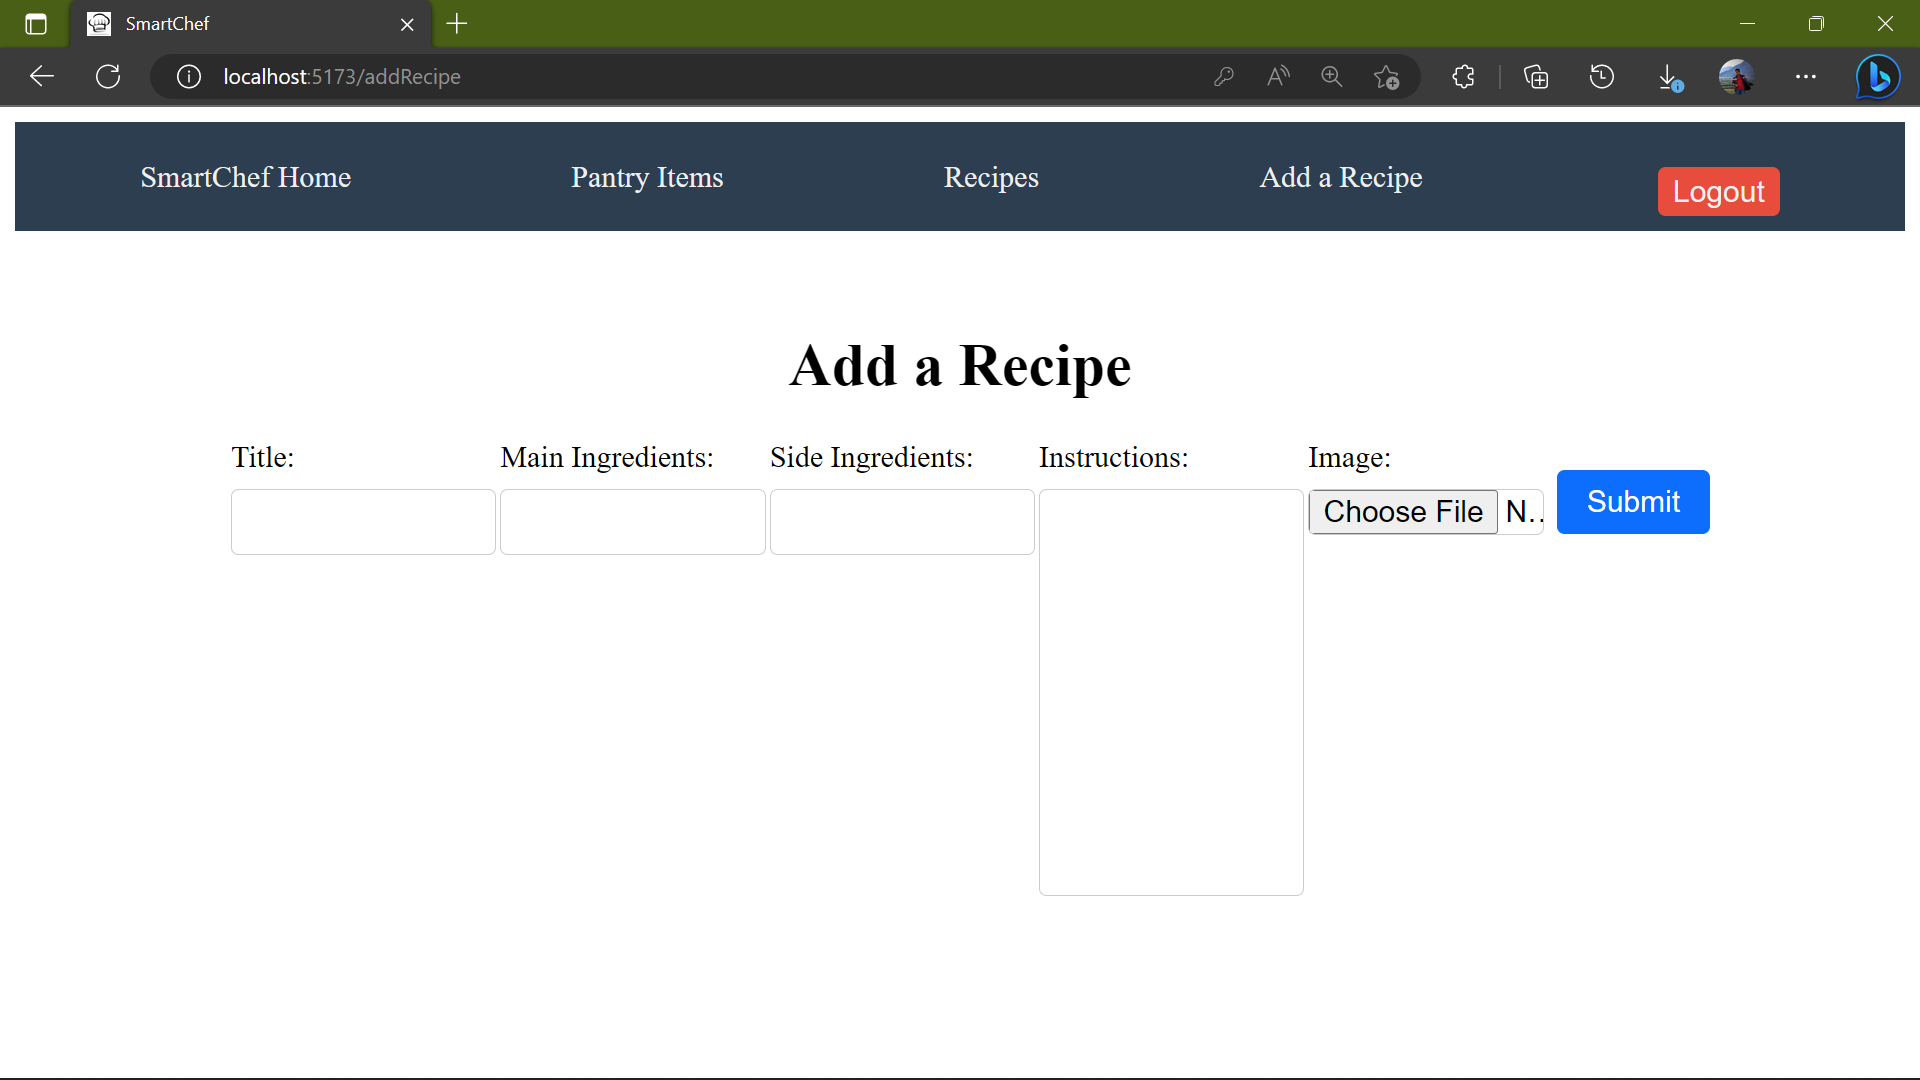 SmartChef
localhost:5173/addRecipe
SmartChef Home
Pantry Items
Recipes
Add a Recipe
Logout
Add a Recipe
Title:
Main Ingredients:
Side Ingredients:
Instructions:
Image:
Choose File N..
Submit